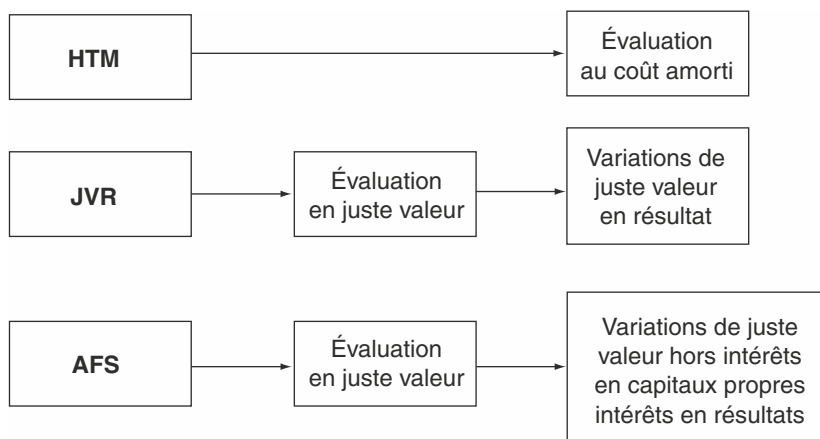 HTM
Évaluation
au coût amorti
JVR
Évaluation
en juste valeur
Variations de
juste valeur
en résultat
AFS
Évaluation
en juste valeur
Variations de juste
valeur hors intérêts
en capitaux propres
intérêts en résultats